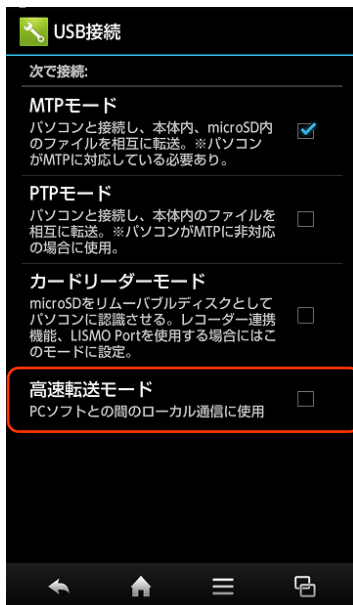 USB接続
次で接続:
MTPモード
パソコンと接続し、本体内、microSD内
のファイルを相互に転送。※パソコン
がMTPに対応している必要あり。
PTPモード
パソコンと接続し、本体内のファイルを
相互に転送。※パソコンがMTPに非対応
の場合に使用。
カードリーダーモード
microSDをリムーバブルディスクとして
パソコンに認識させる。レコーダー連携
機能、LISMO Portを使用する場合にはこ
のモードに設定。
高速転送モード
PCソフトとの間のローカル通信に使用